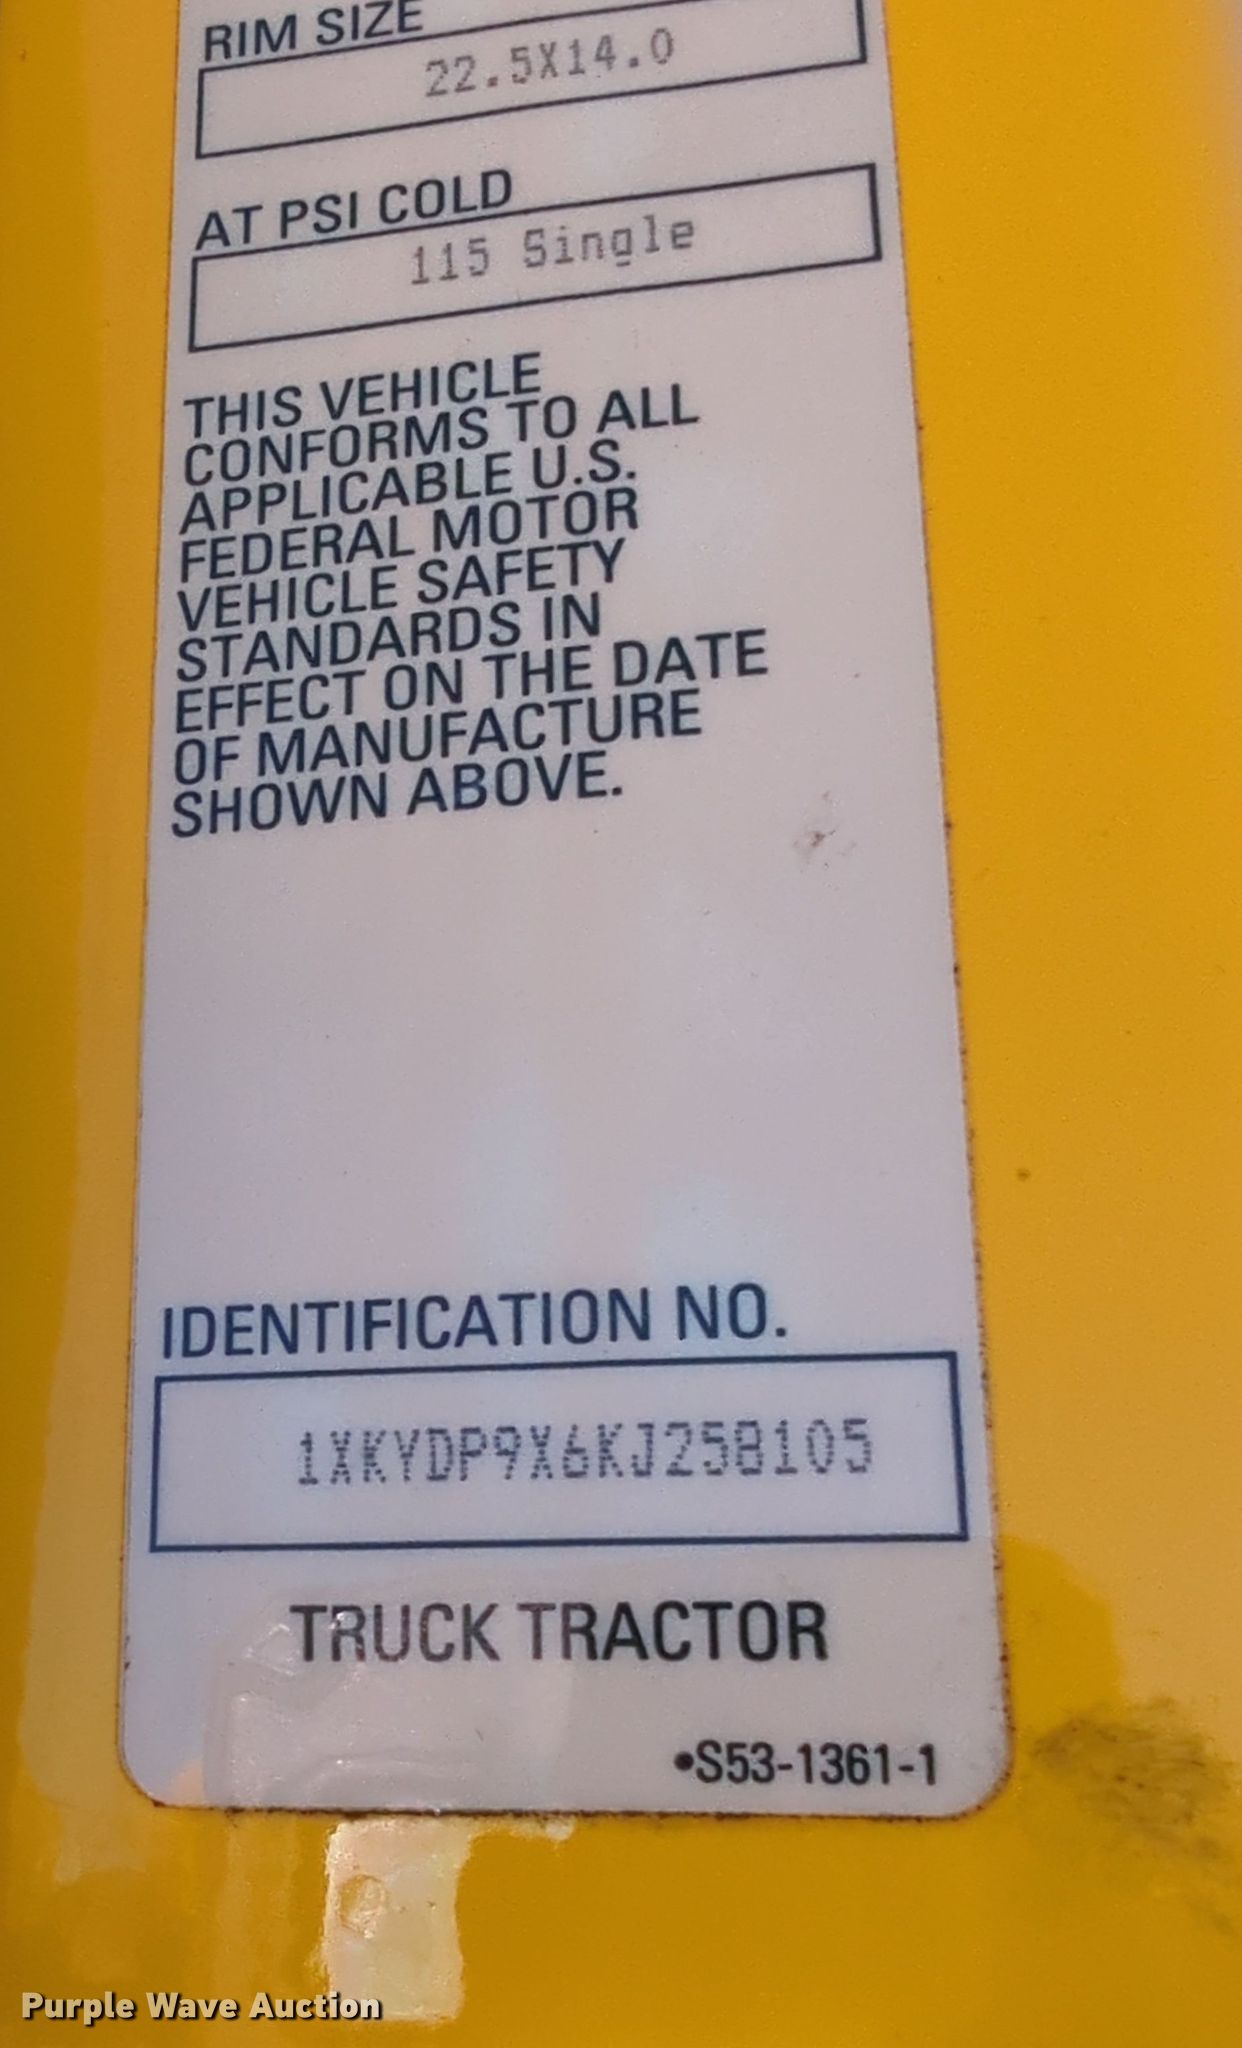 RIM SIZE
22.5X14.0
AT PSI COLD
115 Single
THIS VEHICLE
CONFORMS TO ALL
APPLICABLE U.S.
FEDERAL MOTOR
VEHICLE SAFETY
STANDARDS IN
EFFECT ON THE DATE
OF MANUFACTURE
SHOWN ABOVE.
IDENTIFICATION NO.
1XKYDP9X6KJ258105
TRUCK TRACTOR
•S53-1361-1
Purple Wave Auction